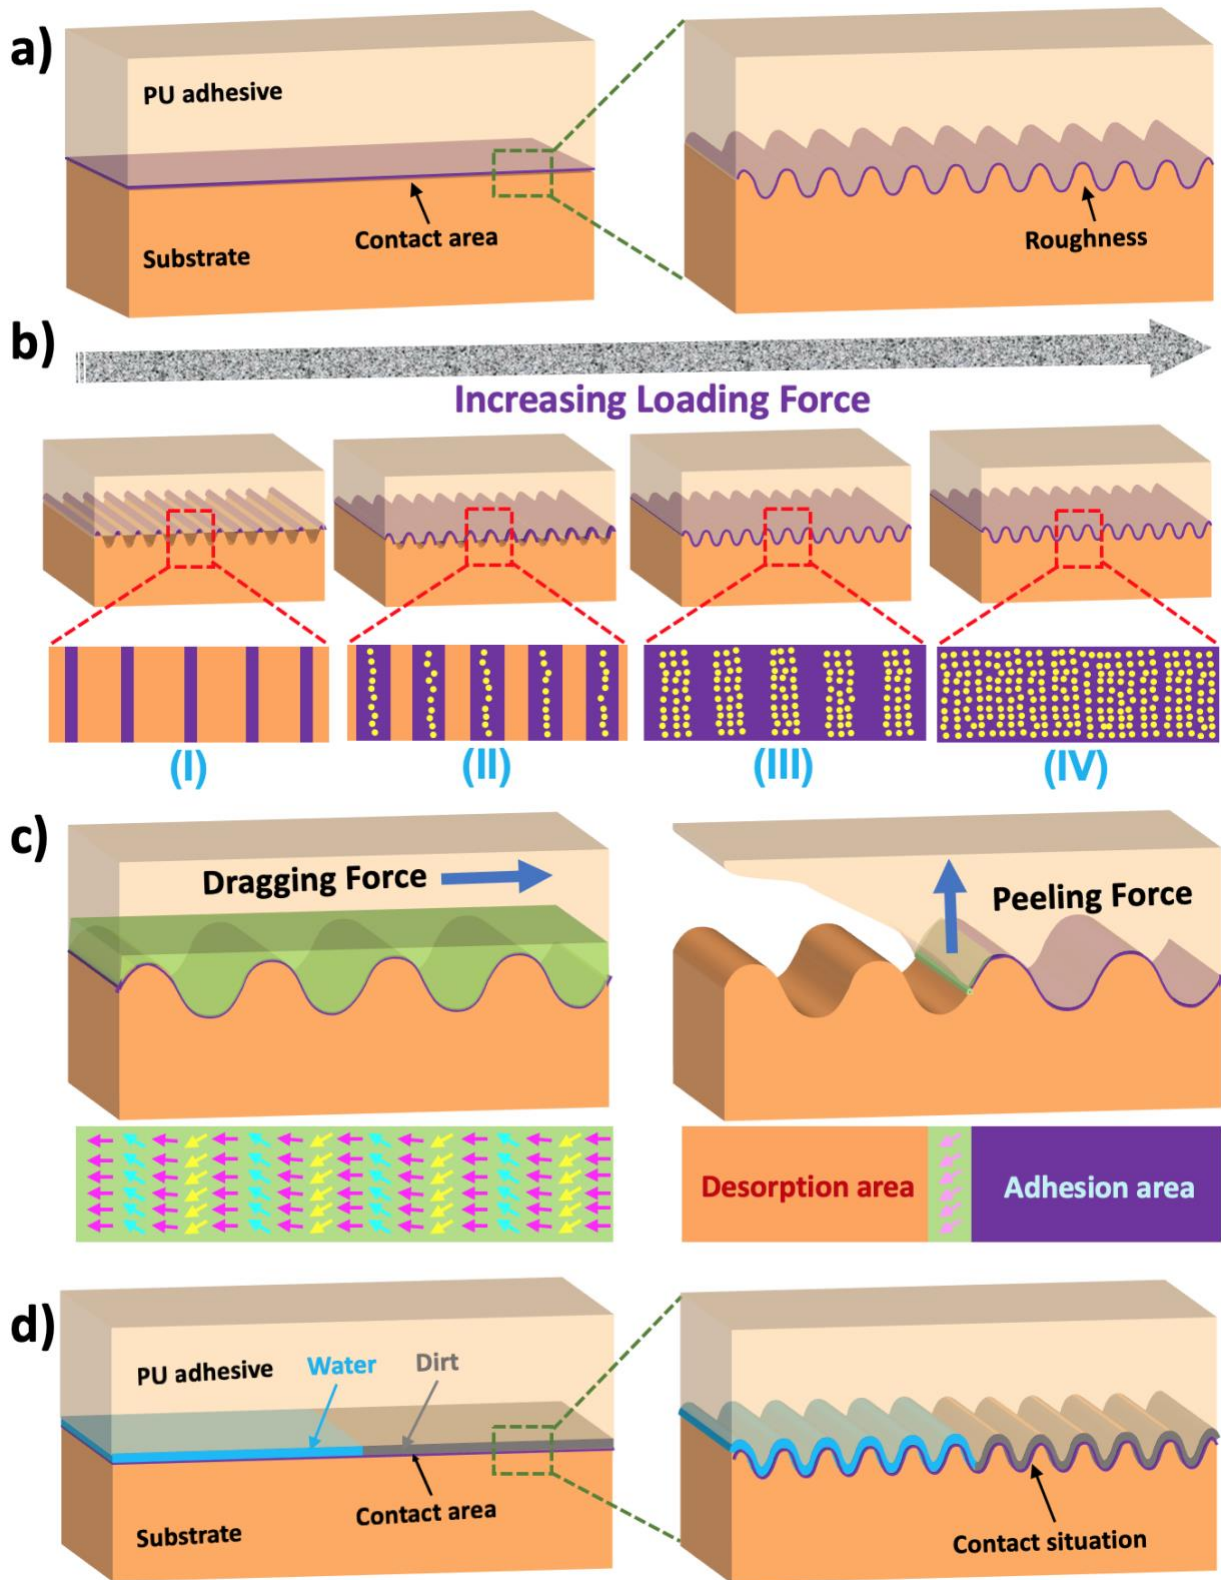 a)
PU adhesive
Contact area
Substrate
Roughness
b)
Increasing Loading Force
(I)
(II)
(III)
(IV)
c)
Dragging Force
Peeling Force
Desorption area
Adhesion area
d)
PU adhesive
Water
Dirt
Contact area
Substrate
Contact situation